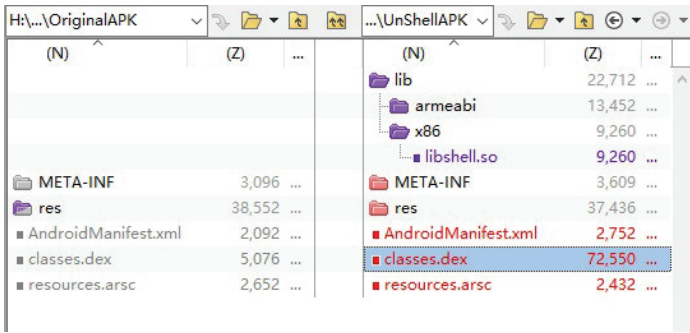 H:\...\OriginalAPK ...\UnShellAPK
(N) (Z) ... (N) (Z) ...
lib 22,712 ...
armeabi 13,452 ...
x86 9,260 ...
libshell.so 9,260 ...
META-INF 3,096 ... META-INF 3,609 ...
res 38,552 ... res 37,436 ...
AndroidManifest.xml 2,092 ... AndroidManifest.xml 2,752 ...
classes.dex 5,076 ... classes.dex 72,550 ...
resources.arsc 2,652 ... resources.arsc 2,432 ...